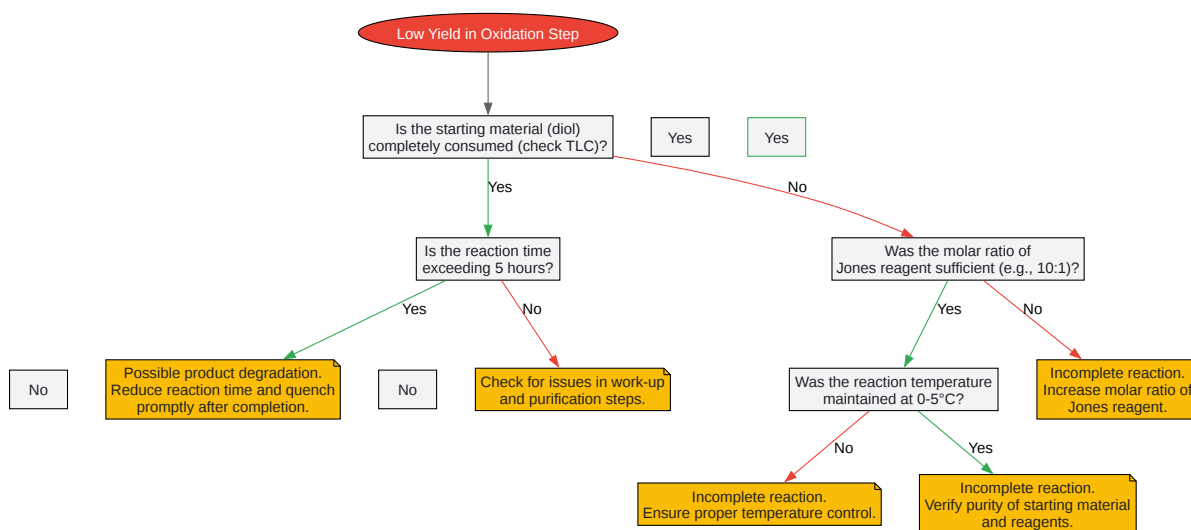 Low Yield in Oxidation Step
Is the starting material (diol)
completely consumed (check TLC)?
Yes
Yes
Yes
No
Is the reaction time
exceeding 5 hours?
Was the molar ratio of
Jones reagent sufficient (e.g., 10:1)?
Yes
No
Yes
No
No
Possible product degradation.
Reduce reaction time and quench
promptly after completion.
No
Check for issues in work-up
and purification steps.
Was the reaction temperature
maintained at 0-5°C?
Incomplete reaction.
Increase molar ratio of
Jones reagent.
No
Yes
Incomplete reaction.
Ensure proper temperature control.
Incomplete reaction.
Verify purity of starting material
and reagents.